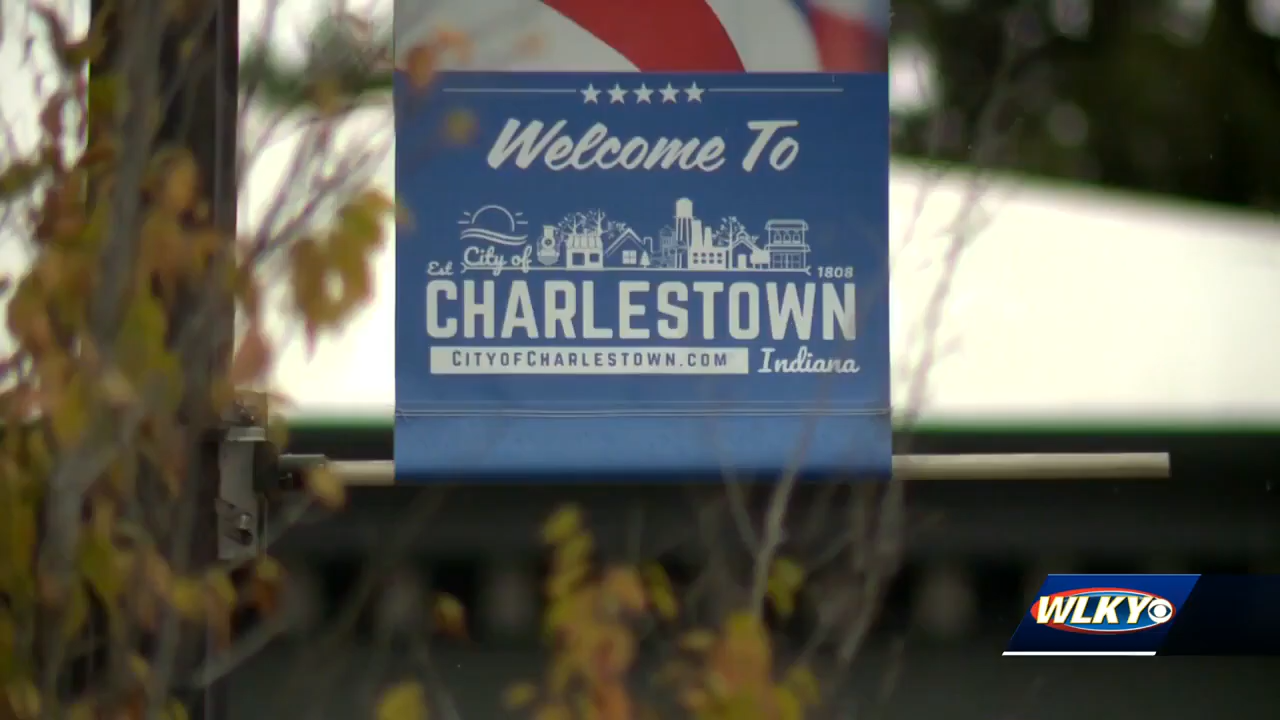 Welcome To
City of
Est 1808
CHARLESTOWN
CITYOFCHARLESTOWN.COM Indiana
WLKY